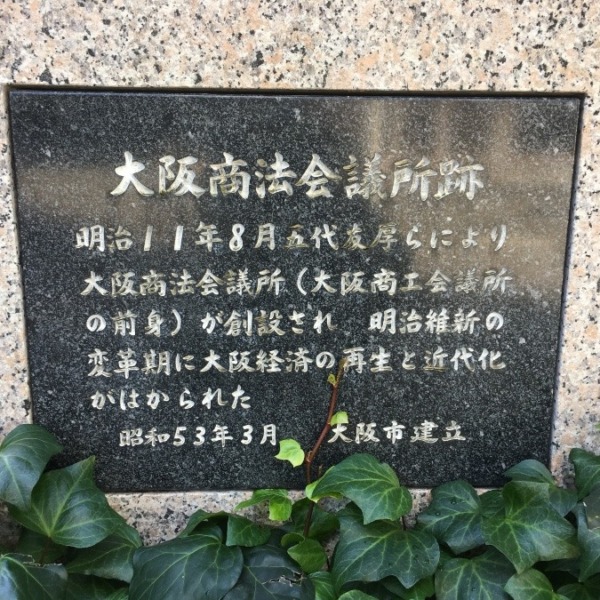 大阪商法会議所跡
明治11年8月五代友厚らにより
大阪商法会議所（大阪商工会議所
の前身）が創設され　明治維新の
変革期に大阪経済の再生と近代化
がはかられた
昭和53年3月　大阪市建立